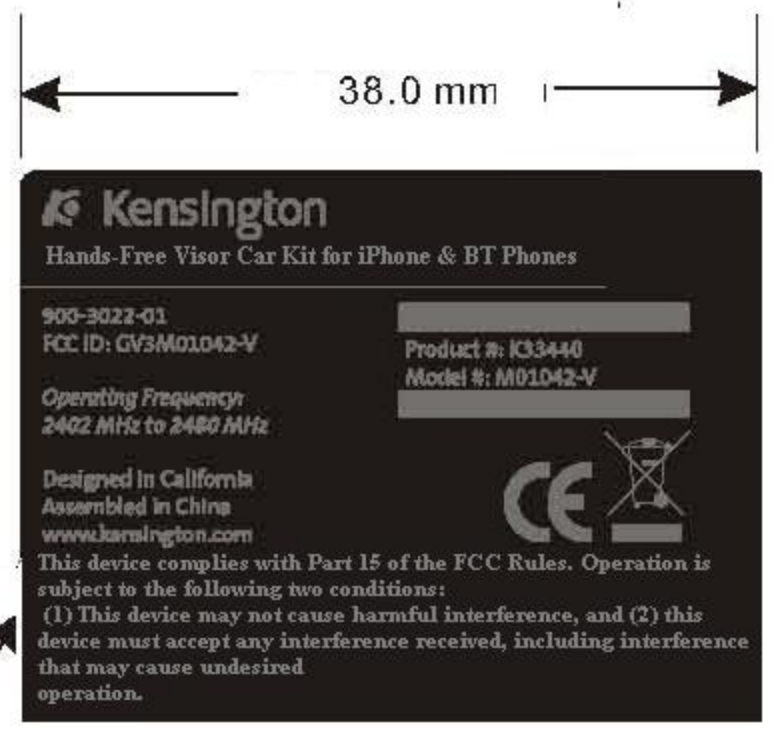 38.0 mm
Kensington
Hands-Free Visor Car Kit for iPhone & BT Phones
900-3022-01
FCC ID: GV3M01042-V
Product #: K33440
Model #: M01042-V
Operating Frequency:
2402 MHz to 2480 MHz
Designed in California
Assembled in China
www.kensington.com
CE
This device complies with Part 15 of the FCC Rules. Operation is
subject to the following two conditions:
(1) This device may not cause harmful interference, and (2) this
device must accept any interference received, including interference
that may cause undesired
operation.